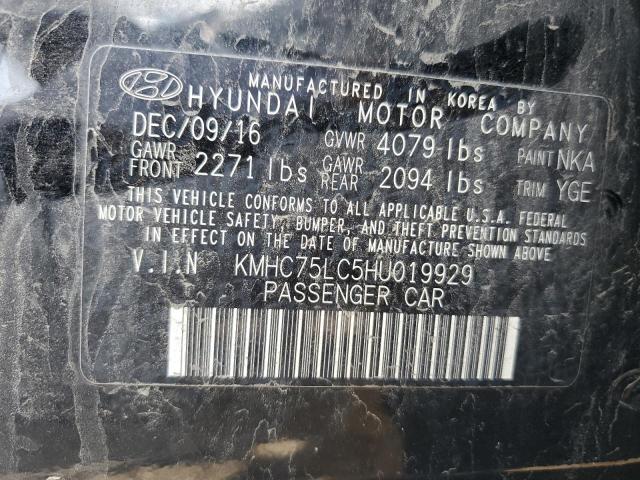 MANUFACTURED IN KOREA BY
HYUNDAI MOTOR COMPANY
DEC/09/16 GVWR 4079 lbs PAINT NKA
GAWR FRONT 2271 lbs GAWR REAR 2094 lbs TRIM YGE
THIS VEHICLE CONFORMS TO ALL APPLICABLE U.S.A. FEDERAL
MOTOR VEHICLE SAFETY, BUMPER, AND THEFT PREVENTION STANDARDS
IN EFFECT ON THE DATE OF MANUFACTURE SHOWN ABOVE
V.I.N KMHC75LC5HU019929
PASSENGER CAR